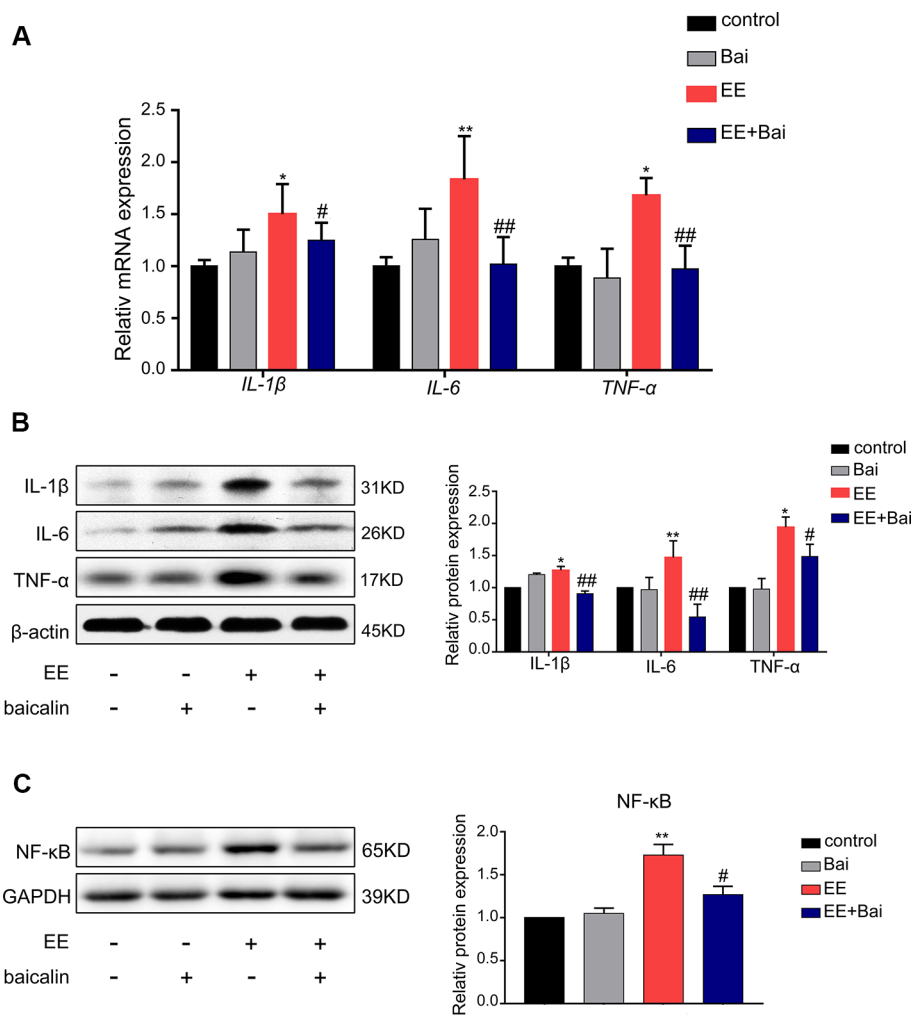 A
control
Bai
EE
EE+Bai
Relativ mRNA expression
2.5
2.0
1.5
1.0
0.5
0.0
*
#
**
##
*
##
IL-1β
IL-6
TNF-α
B
IL-1β
31KD
IL-6
26KD
TNF-α
17KD
β-actin
45KD
EE - - + +
baicalin - + - +
control
Bai
EE
EE+Bai
Relativ protein expression
2.5
2.0
1.5
1.0
0.5
0.0
*
##
**
##
*
#
IL-1β
IL-6
TNF-α
C
NF-κB
65KD
GAPDH
39KD
EE - - + +
baicalin - + - +
NF-κB
control
Bai
EE
EE+Bai
Relativ protein expression
2.0
1.5
1.0
0.5
0.0
**
#